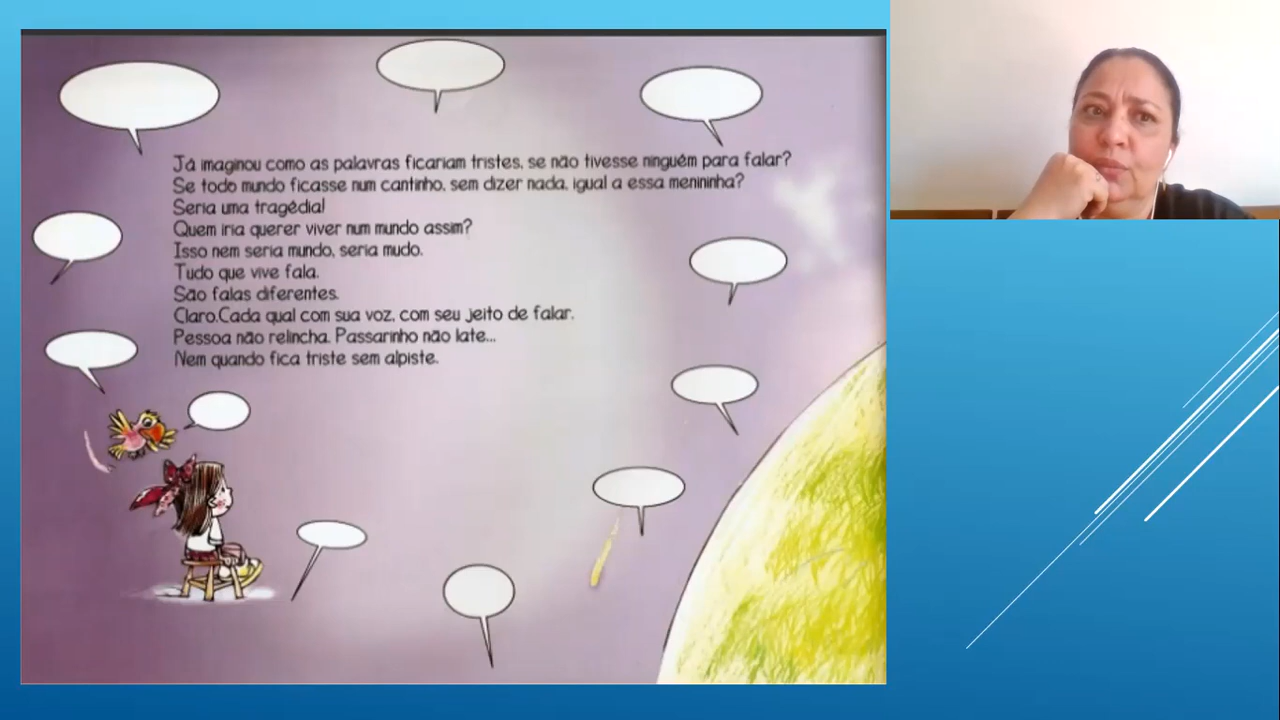 Já imaginou como as palavras ficariam tristes, se não tivesse ninguém para falar?
Se todo mundo ficasse num cantinho, sem dizer nada, igual a essa menininha?
Seria uma tragédia!
Quem iria querer viver num mundo assim?
Isso nem seria mundo, seria mudo.
Tudo que vive fala.
São falas diferentes.
Claro.Cada qual com sua voz, com seu jeito de falar.
Pessoa não relincha. Passarinho não late...
Nem quando fica triste sem alpiste.